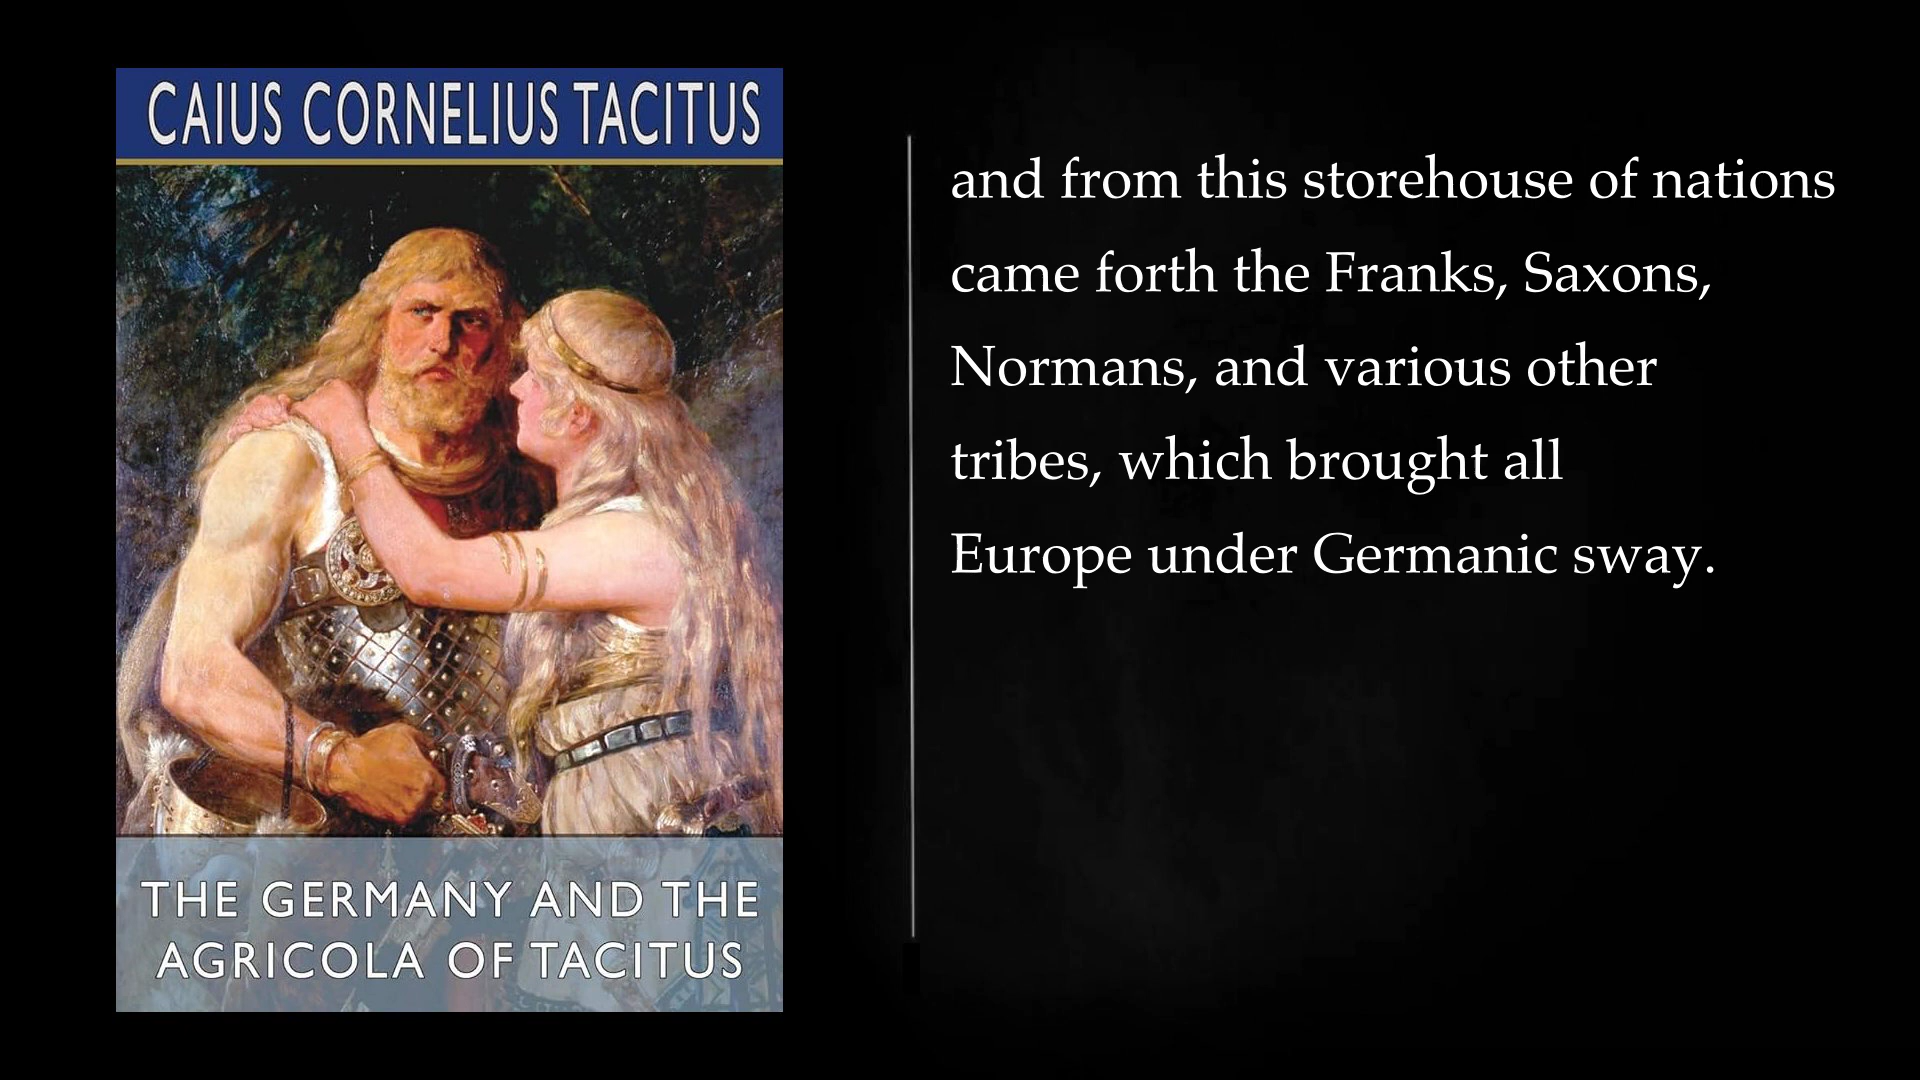 CAIUS CORNELIUS TACITUS
THE GERMANY AND THE
AGRICOLA OF TACITUS
and from this storehouse of nations
came forth the Franks, Saxons,
Normans, and various other
tribes, which brought all
Europe under Germanic sway.